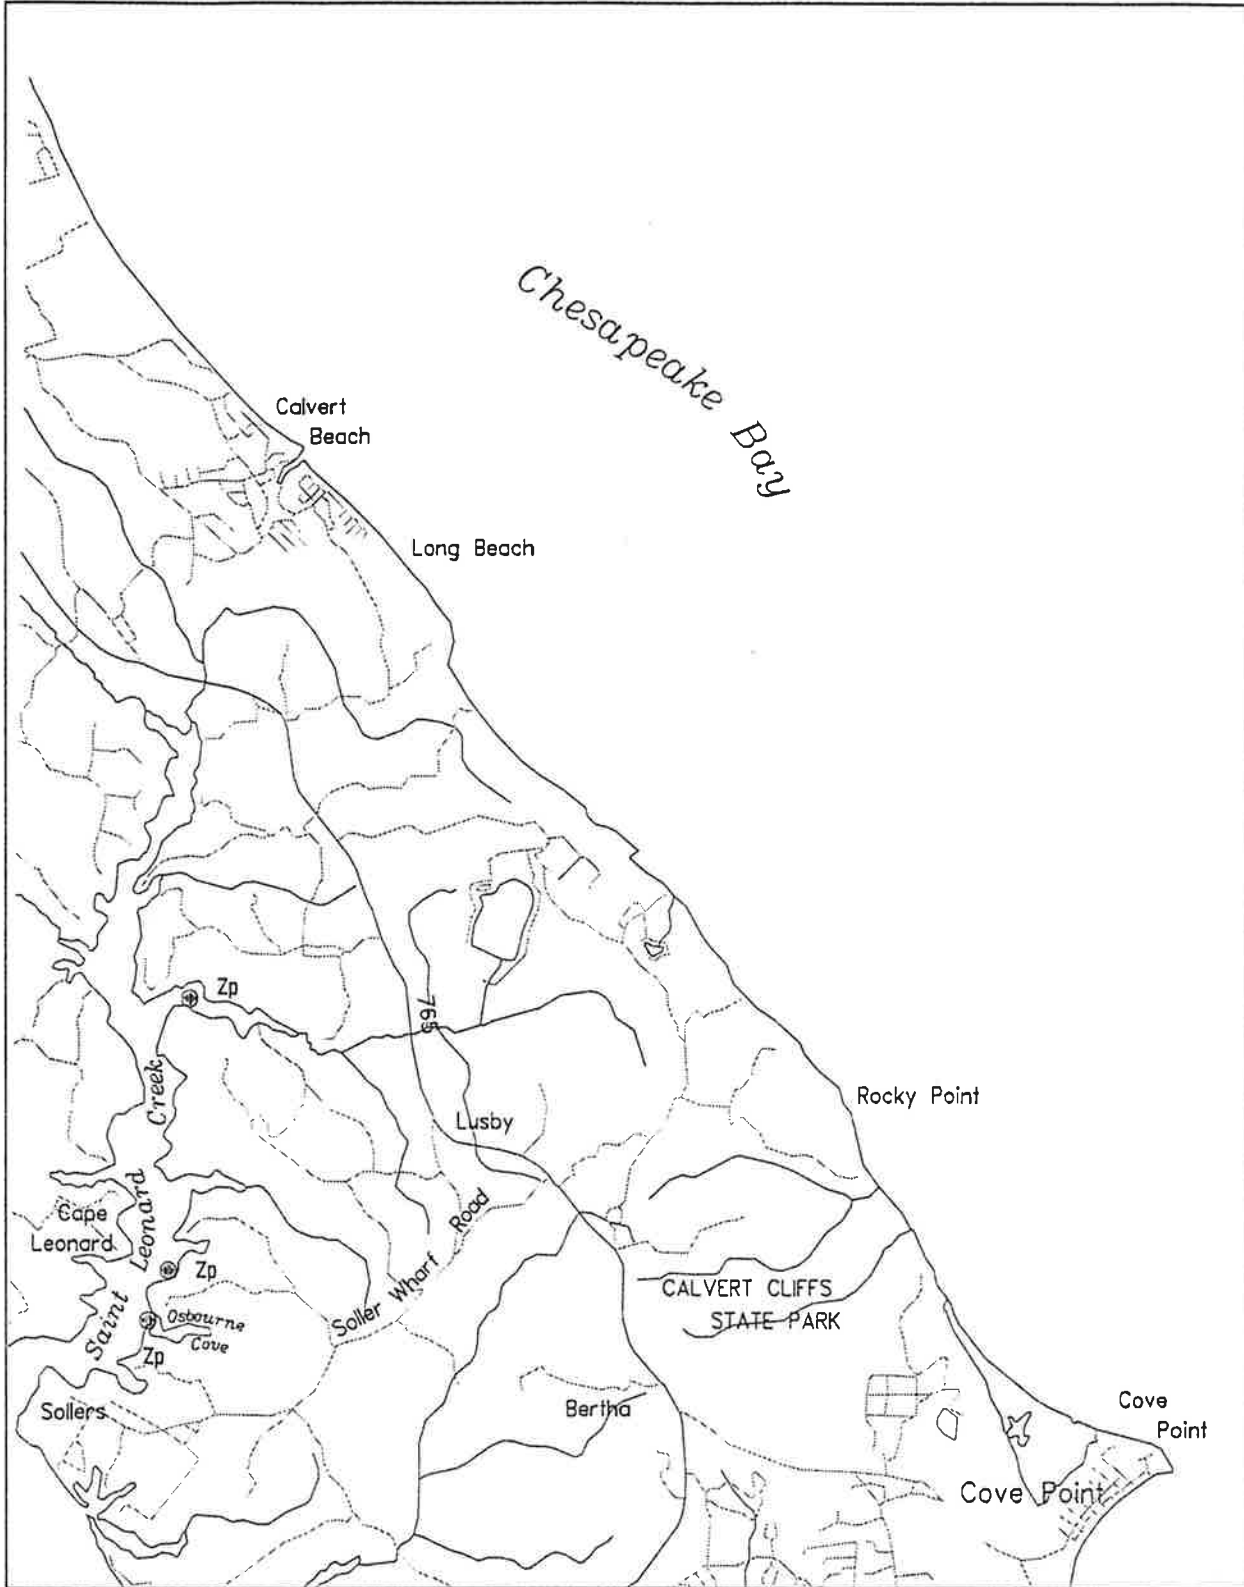 Chesapeake Bay
Calvert
Beach
Long Beach
Zp
765
Creek
Rocky Point
Lusby
Cape
Leonard
Leonard
Road
Zp
Soller Wharf
CALVERT CLIFFS
STATE PARK
Saint
Osbourne
Cove
Zp
Sollers
Bertha
Cove
Point
Cove Point